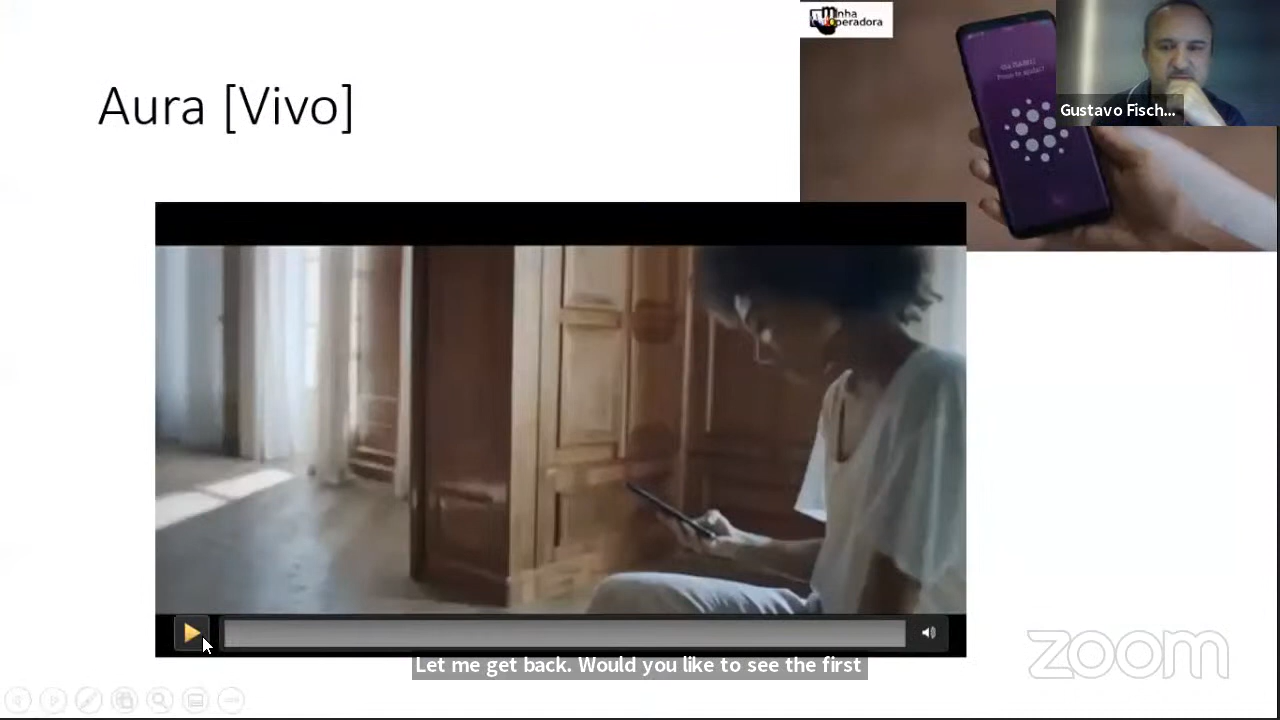 Aura [Vivo]
Minha
Operadora
Gustavo Fisch...
Let me get back. Would you like to see the first
zoom